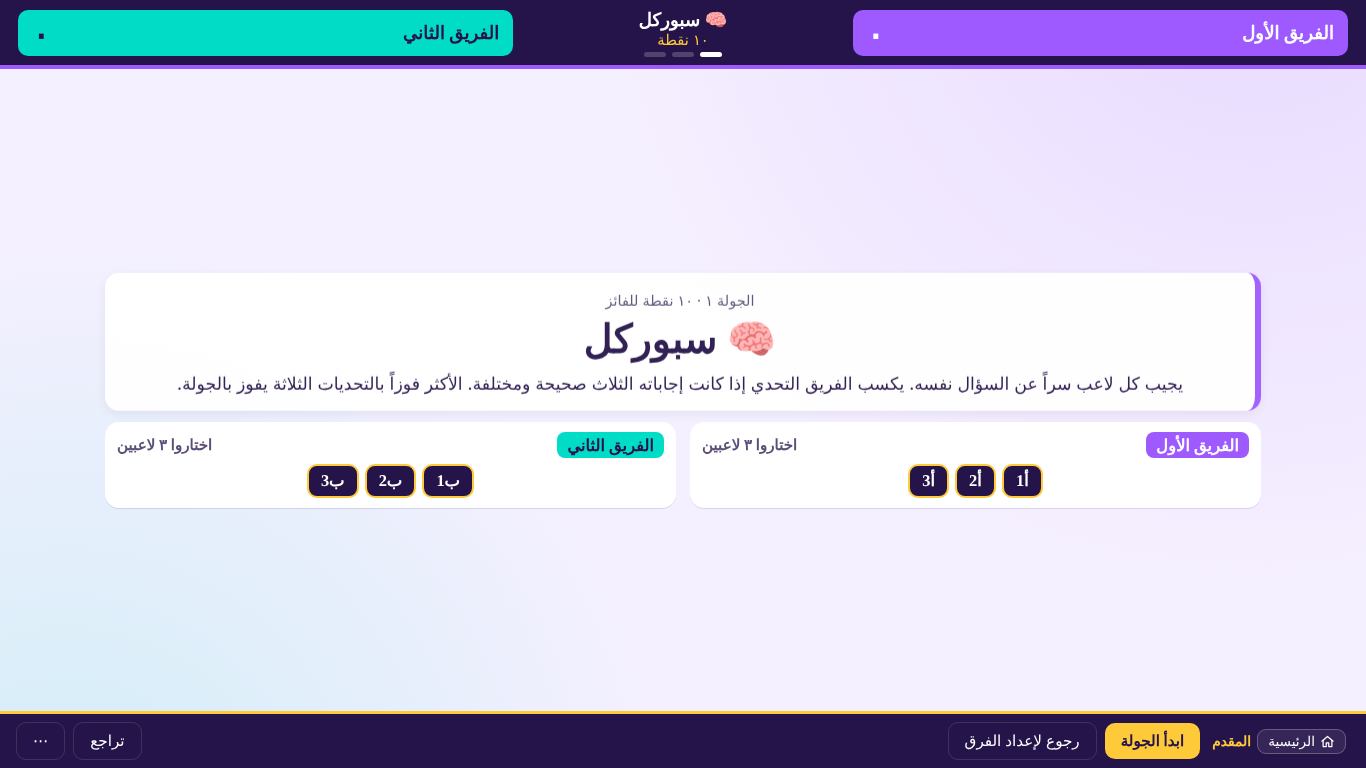 الفريق الأول
٠
🧠 سبوركل
١٠ نقطة
الفريق الثاني
٠
الجولة ١ · ١٠ نقطة للفائز
🧠 سبوركل
يجيب كل لاعب سراً عن السؤال نفسه. يكسب الفريق التحدي إذا كانت إجاباته الثلاث صحيحة ومختلفة. الأكثر فوزاً بالتحديات الثلاثة يفوز بالجولة.
الفريق الأول
اختاروا ٣ لاعبين
أ1 أ2 أ3
الفريق الثاني
اختاروا ٣ لاعبين
ب1 ب2 ب3
الرئيسية
المقدم
ابدأ الجولة
رجوع لإعداد الفرق
تراجع
⋯